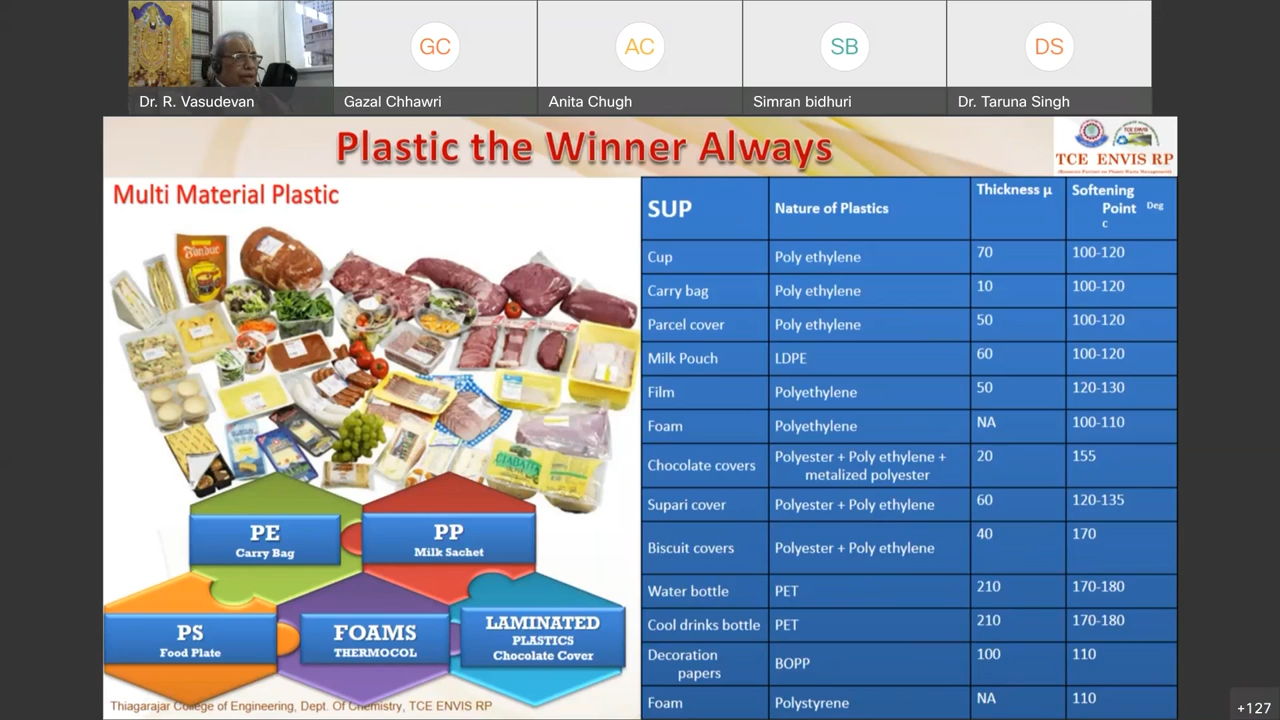 GC
AC
SB
DS
Dr. R. Vasudevan
Gazal Chhawri
Anita Chugh
Simran bidhuri
Dr. Taruna Singh
Plastic the Winner Always
TCE ENVIS RP
Multi Material Plastic
SUP Nature of Plastics Thickness µ Softening Point Deg c
Cup Poly ethylene 70 100-120
Carry bag Poly ethylene 10 100-120
Parcel cover Poly ethylene 50 100-120
Milk Pouch LDPE 60 100-120
Film Polyethylene 50 120-130
Foam Polyethylene NA 100-110
Chocolate covers Polyester + Poly ethylene + metalized polyester 20 155
Supari cover Polyester + Poly ethylene 60 120-135
Biscuit covers Polyester + Poly ethylene 40 170
Water bottle PET 210 170-180
Cool drinks bottle PET 210 170-180
Decoration papers BOPP 100 110
Foam Polystyrene NA 110
Fondue
PE
Carry Bag
PP
Milk Sachet
PS
Food Plate
FOAMS
THERMOCOL
LAMINATED
PLASTICS
Chocolate Cover
Thiagarajar College of Engineering, Dept. Of Chemistry, TCE ENVIS RP
+127